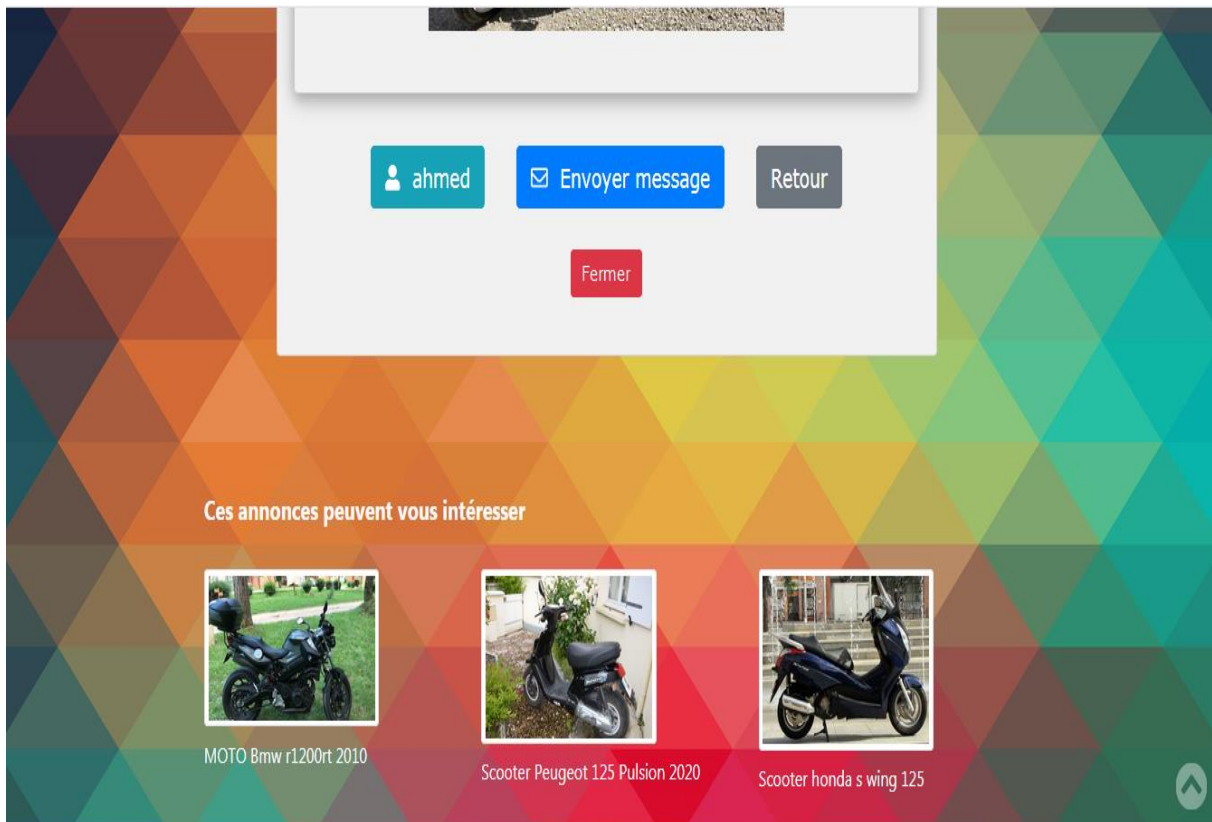 ahmed
Envoyer message
Retour
Fermer
Ces annonces peuvent vous intéresser
MOTO Bmw r1200rt 2010
Scooter Peugeot 125 Pulsion 2020
Scooter honda s wing 125